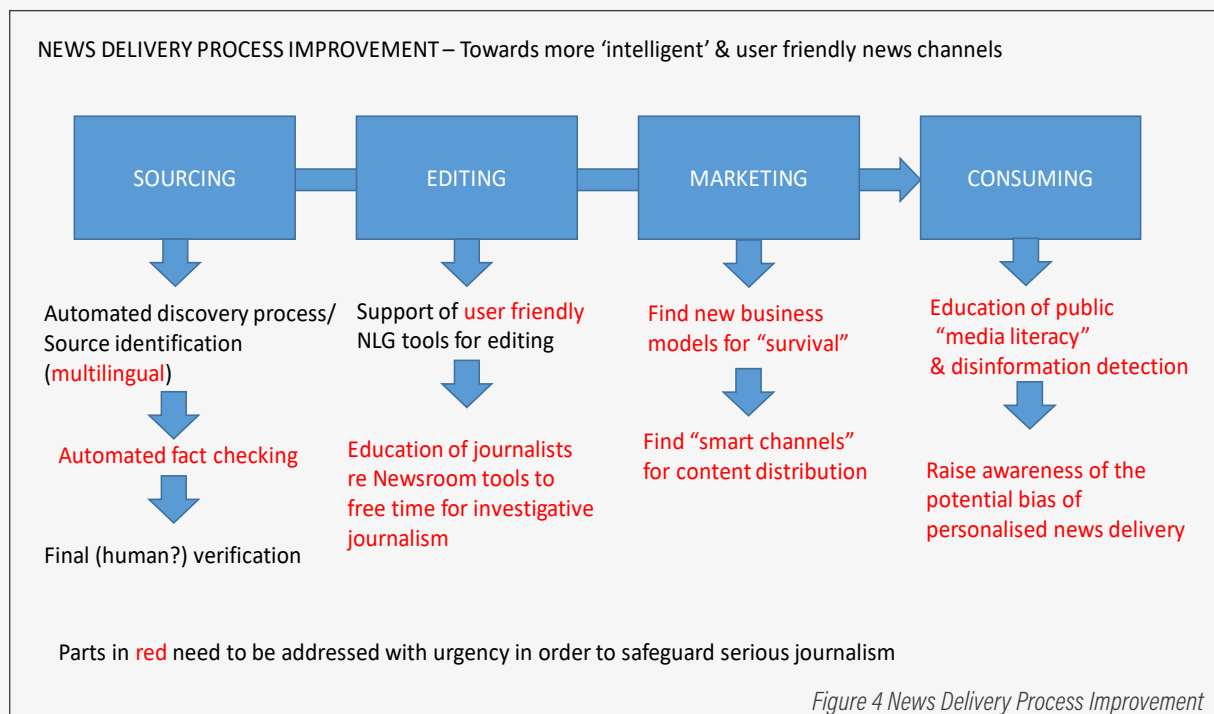 NEWS DELIVERY PROCESS IMPROVEMENT – Towards more ‘intelligent’ & user friendly news channels
SOURCING
EDITING
MARKETING
CONSUMING
Automated discovery process/
Source identification
(multilingual)
Automated fact checking
Final (human?) verification
Support of user friendly
NLG tools for editing
Education of journalists
re Newsroom tools to
free time for investigative
journalism
Find new business
models for “survival”
Find “smart channels”
for content distribution
Education of public
“media literacy”
& disinformation detection
Raise awareness of the
potential bias of
personalised news delivery
Parts in red need to be addressed with urgency in order to safeguard serious journalism
Figure 4 News Delivery Process Improvement